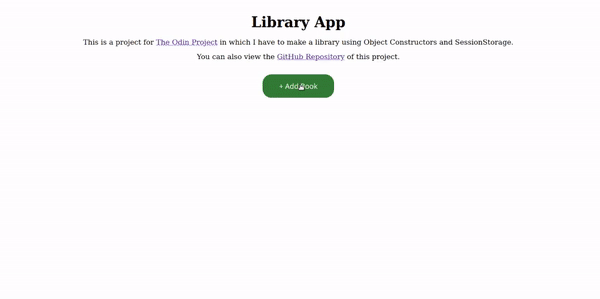 Library App
This is a project for The Odin Project in which I have to make a library using Object Constructors and SessionStorage.
You can also view the GitHub Repository of this project.
+ Add Book